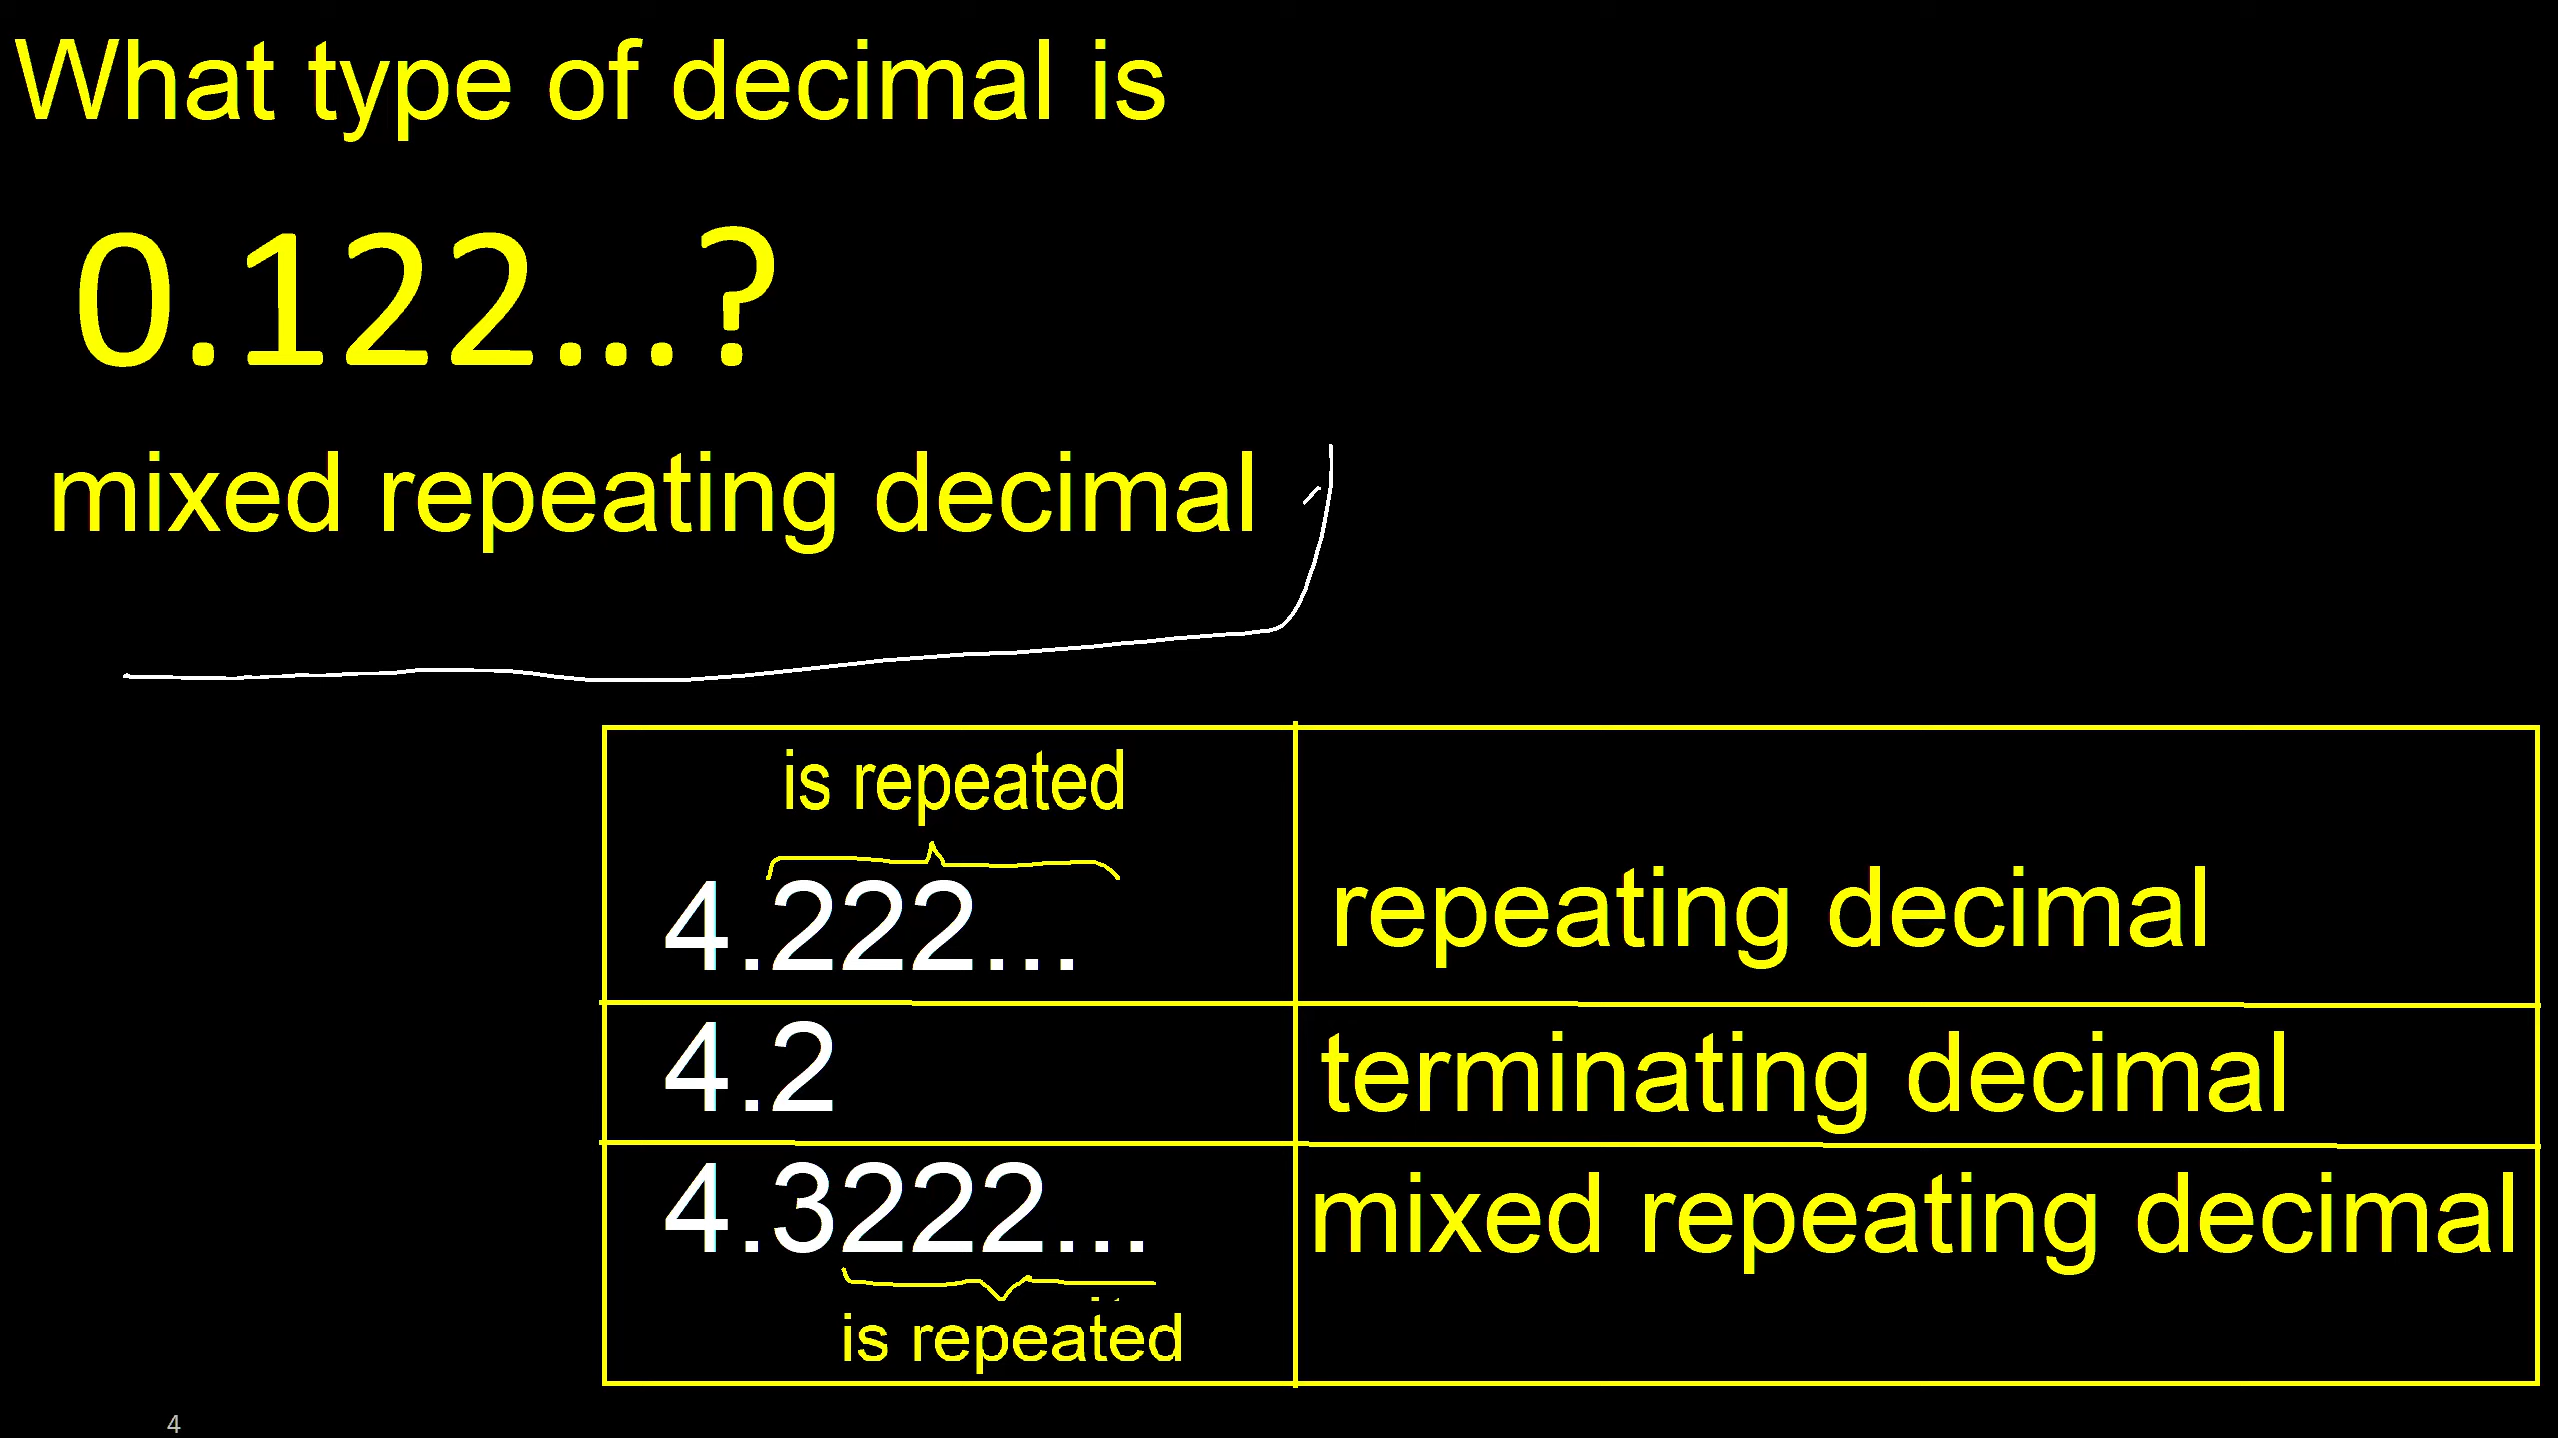 What type of decimal is
0.122...?
mixed repeating decimal
is repeated
4.222... repeating decimal
4.2 terminating decimal
4.3222... mixed repeating decimal
is repeated
4